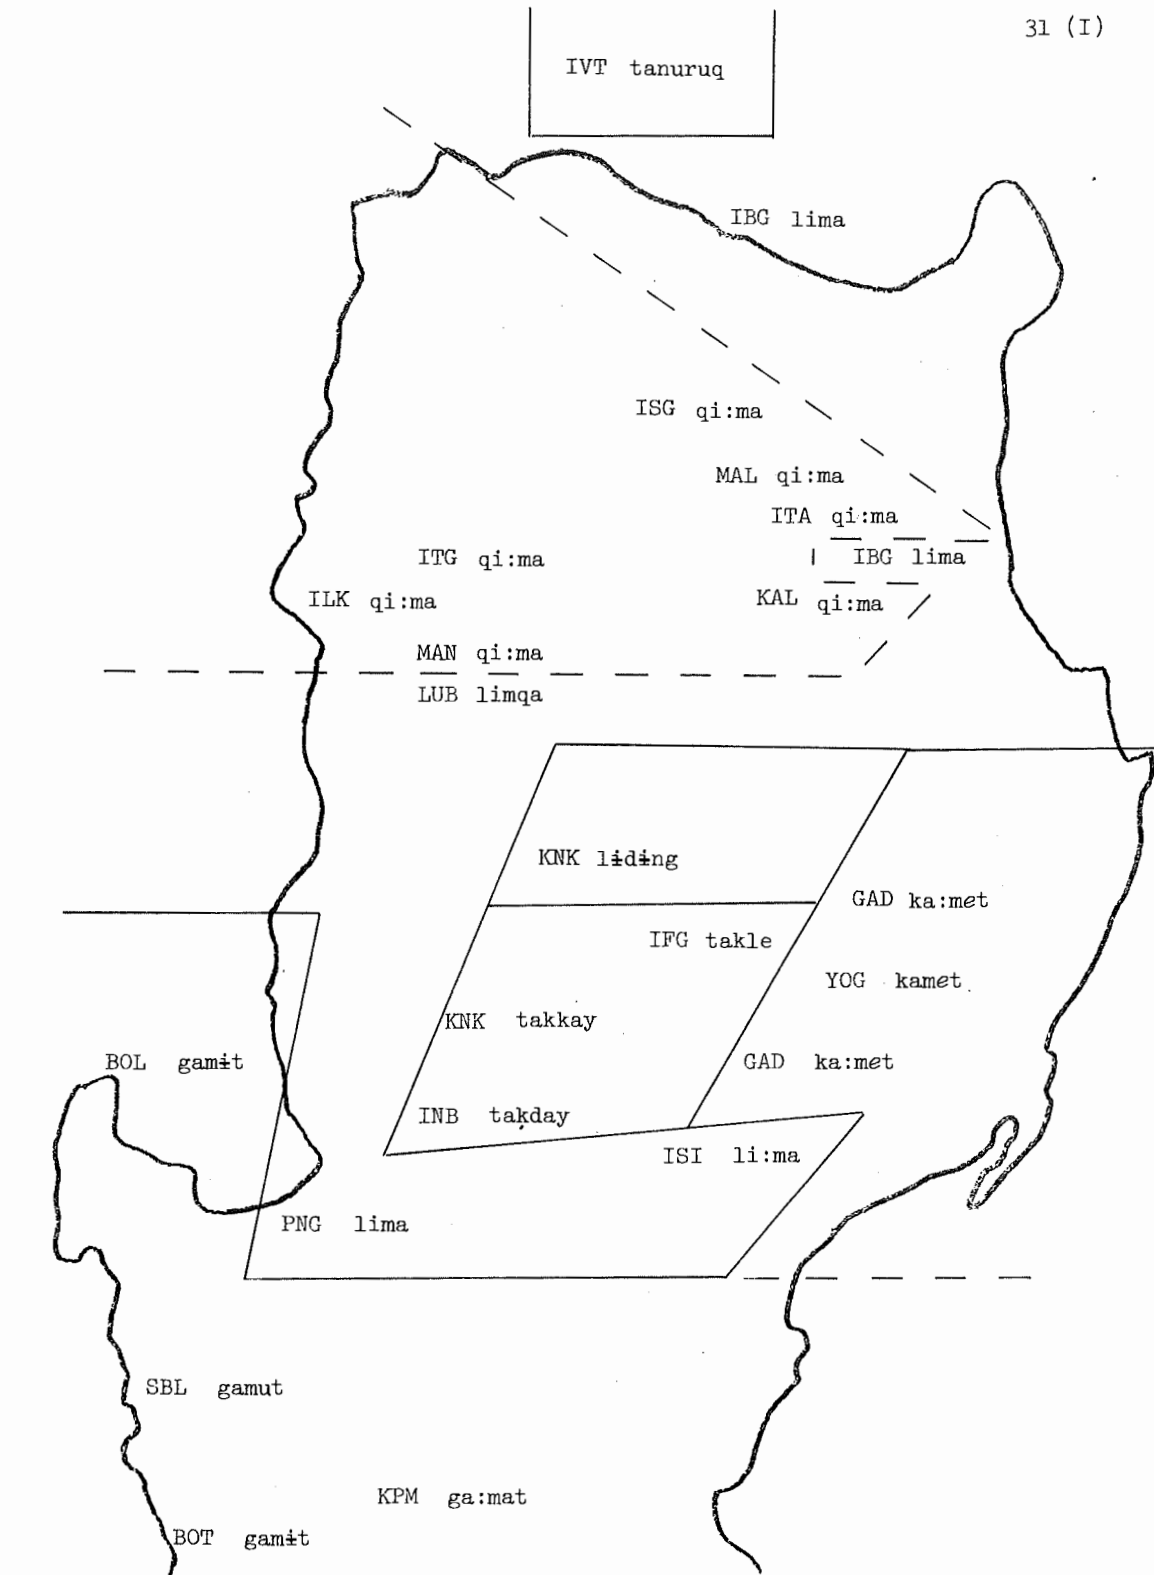 31 (I)
IVT tanuruq
IBG lima
ISG qi:ma
MAL qi:ma
ITA qi:ma
ITG qi:ma
IBG lima
ILK qi:ma
KAL qi:ma
MAN qi:ma
LUB limqa
KNK lɨdɨng
GAD ka:met
IFG takle
YOG kamet
KNK takkay
BOL gamɨt
GAD ka:met
INB takday
ISI li:ma
PNG lima
SBL gamut
KPM ga:mat
BOT gamɨt